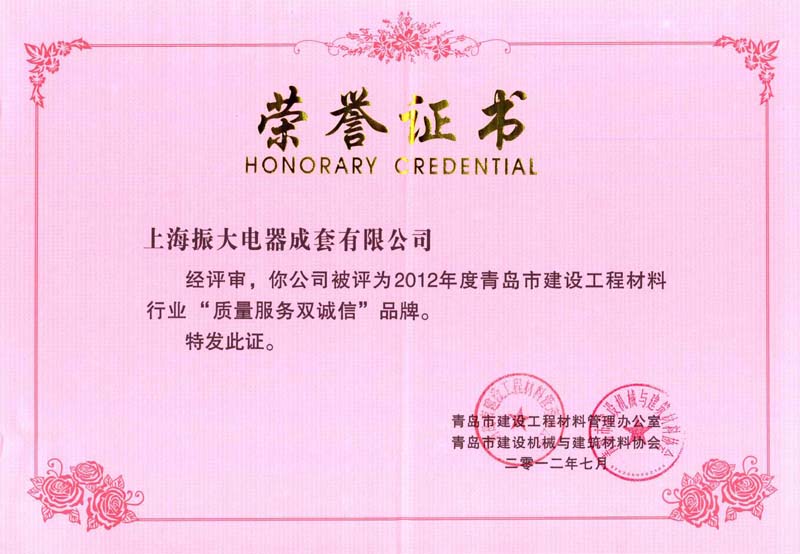 荣誉证书
HONORARY CREDENTIAL
上海振大电器成套有限公司
经评审，你公司被评为2012年度青岛市建设工程材料
行业“质量服务双诚信”品牌。
特发此证。
青岛市建设工程材料管理办公室
青岛市建设机械与建筑材料协会
二零一二年七月